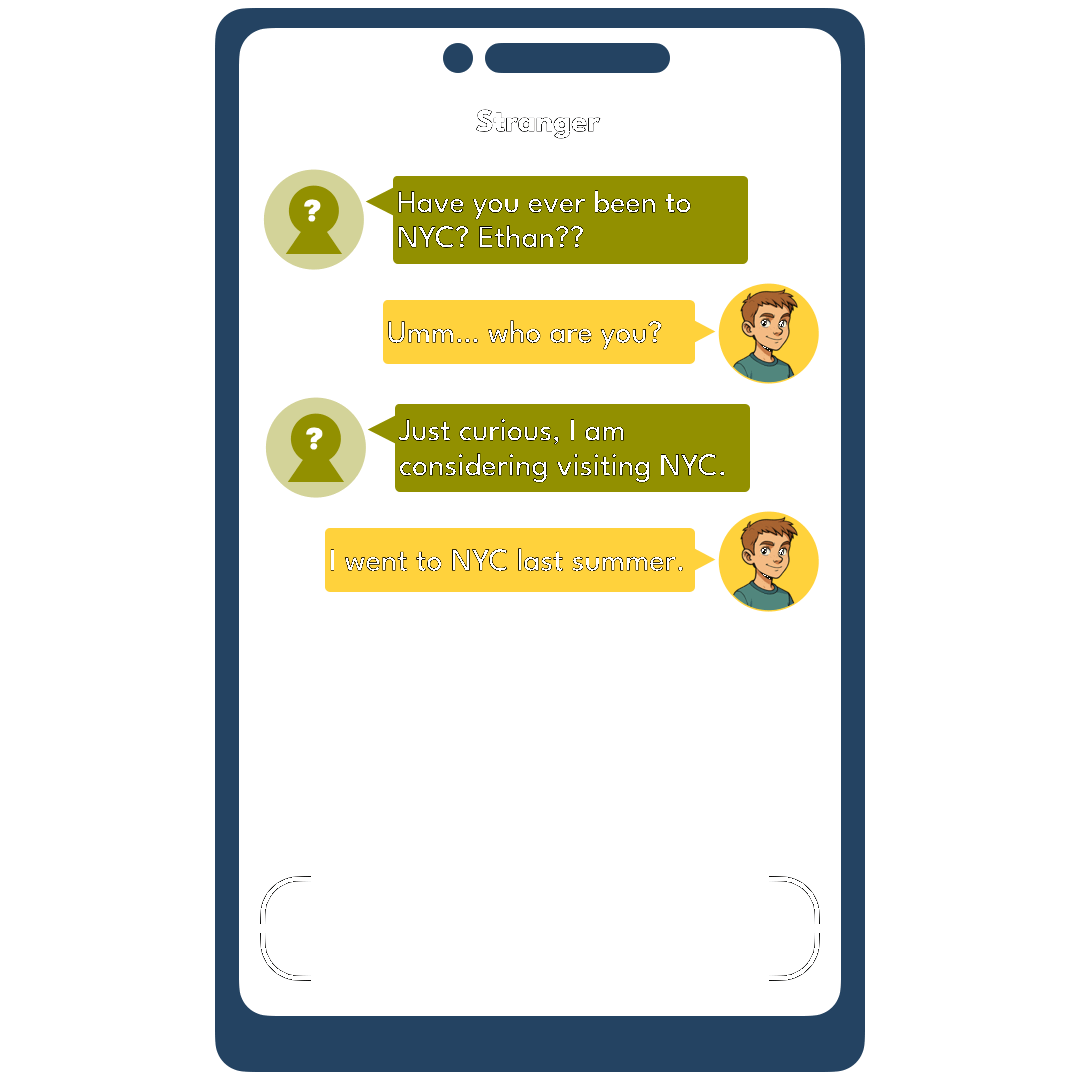 Stranger
?
Have you ever been to
NYC? Ethan??
Umm... who are you?
?
Just curious, I am
considering visiting NYC.
I went to NYC last summer.